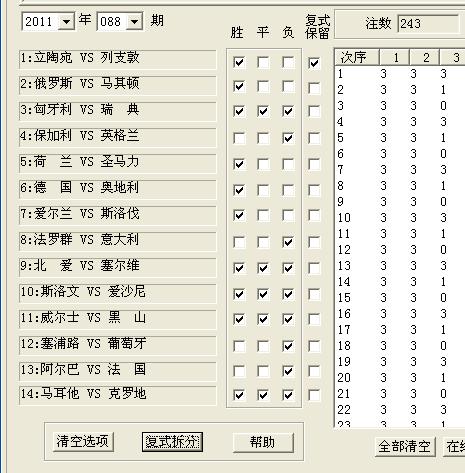 2011 年 088 期
胜 平 负 复式保留
注数 243
1:立陶宛 VS 列支敦
2:俄罗斯 VS 马其顿
3:匈牙利 VS 瑞 典
4:保加利 VS 英格兰
5:荷 兰 VS 圣马力
6:德 国 VS 奥地利
7:爱尔兰 VS 斯洛伐
8:法罗群 VS 意大利
9:北 爱 VS 塞尔维
10:斯洛文 VS 爱沙尼
11:威尔士 VS 黑 山
12:塞浦路 VS 葡萄牙
13:阿尔巴 VS 法 国
14:马耳他 VS 克罗地
次序 1 2 3
1 3 3 3
2 3 3 1
3 3 3 0
4 3 3 3
5 3 3 1
6 3 3 0
7 3 3 3
8 3 3 1
9 3 3 0
10 3 3 3
11 3 3 1
12 3 3 0
13 3 3 3
14 3 3 1
15 3 3 0
16 3 3 3
17 3 3 1
18 3 3 0
19 3 3 3
20 3 3 1
21 3 3 0
22 3 3 3
23 3 3 1
清空选项 复式拆分 帮助
全部清空 在